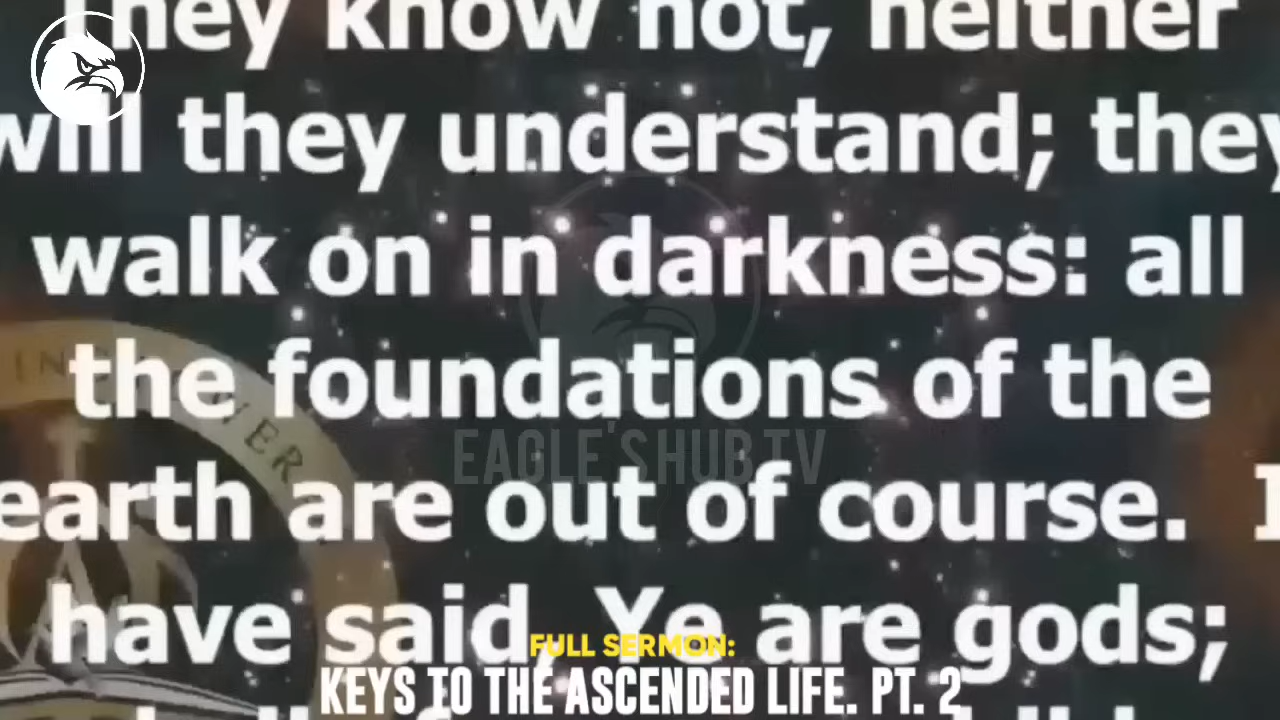 They know not, neither
will they understand; they
walk on in darkness: all
the foundations of the
earth are out of course. I
have said, Ye are gods;
EAGLE'S HUB TV
FULL SERMON:
KEYS TO THE ASCENDED LIFE. PT. 2